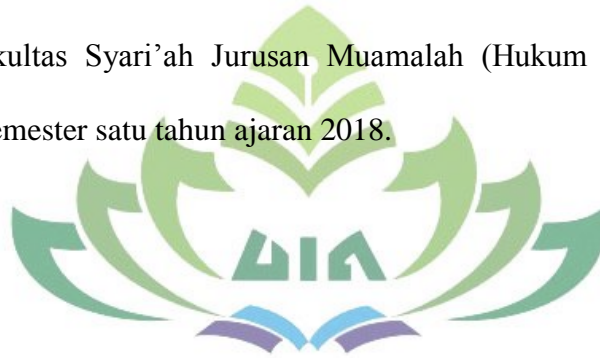 kultas Syari’ah Jurusan Muamalah (Hukum
emester satu tahun ajaran 2018.
UIN